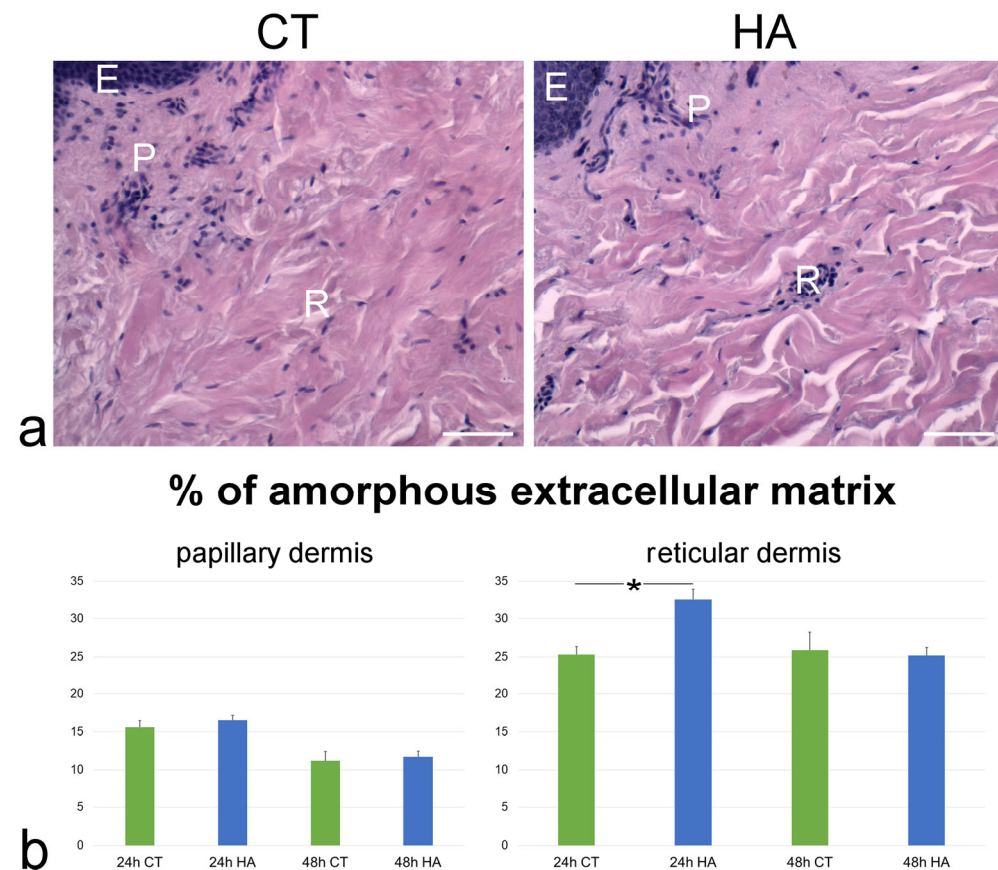 CT
HA
E
P
R
E
P
R
a
% of amorphous extracellular matrix
papillary dermis
35
30
25
20
15
10
5
0
24h CT
24h HA
48h CT
48h HA
reticular dermis
*
35
30
25
20
15
10
5
0
24h CT
24h HA
48h CT
48h HA
b